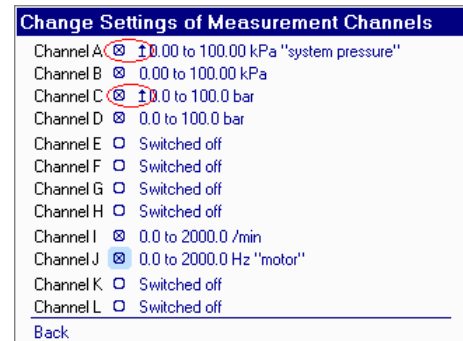 Change Settings of Measurement Channels
Channel A ↥0.00 to 100.00 kPa "system pressure"
Channel B 0.00 to 100.00 kPa
Channel C ↥0.0 to 100.0 bar
Channel D 0.0 to 100.0 bar
Channel E Switched off
Channel F Switched off
Channel G Switched off
Channel H Switched off
Channel I 0.0 to 2000.0 /min
Channel J 0.0 to 2000.0 Hz "motor"
Channel K Switched off
Channel L Switched off
Back